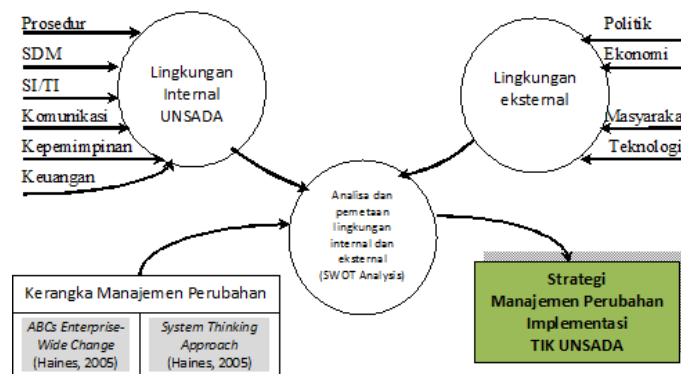 Prosedur
SDM
SI/TI
Komunikasi
Kepemimpinan
Keuangan
Lingkungan
Internal
UNSADA
Lingkungan
eksternal
Politik
Ekonomi
Masyaraka
Teknologi
Analisa dan
pemetaan
lingkungan
internal dan
eksternal
(SWOT Analysis)
Kerangka Manajemen Perubahan
ABCs Enterprise-
Wide Change
(Haines, 2005)
System Thinking
Approach
(Haines, 2005)
Strategi
Manajemen Perubahan
Implementasi
TIK UNSADA